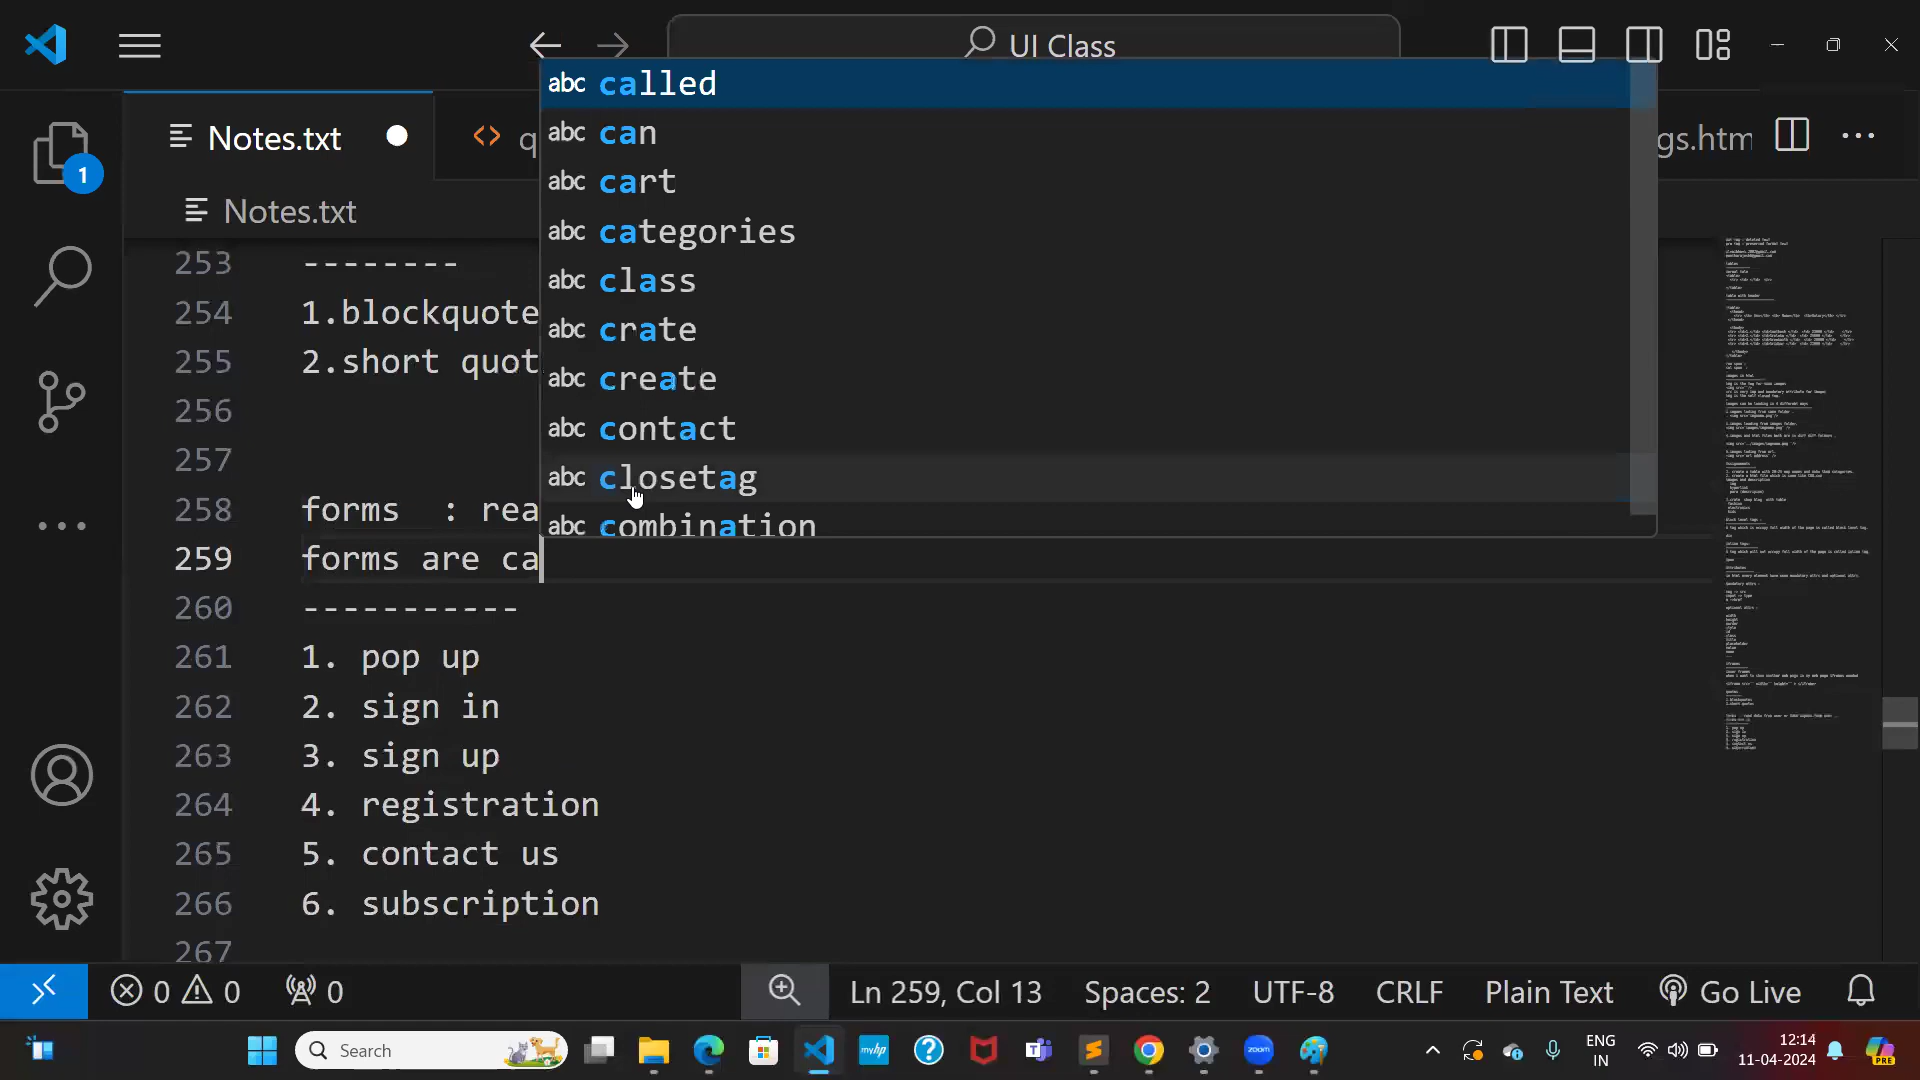 UI Class
Notes.txt
q
gs.htm
1
Notes.txt
abc called
abc can
abc cart
abc categories
abc class
abc crate
abc create
abc contact
abc closetag
abc combination
253 --------
254 1.blockquote
255 2.short quot
256
257
258 forms : rea
259 forms are ca
260 -----------
261 1. pop up
262 2. sign in
263 3. sign up
264 4. registration
265 5. contact us
266 6. subscription
267
0 0 0 Ln 259, Col 13 Spaces: 2 UTF-8 CRLF Plain Text Go Live
Search myhp zoom ENG IN 12:14 11-04-2024 PRE